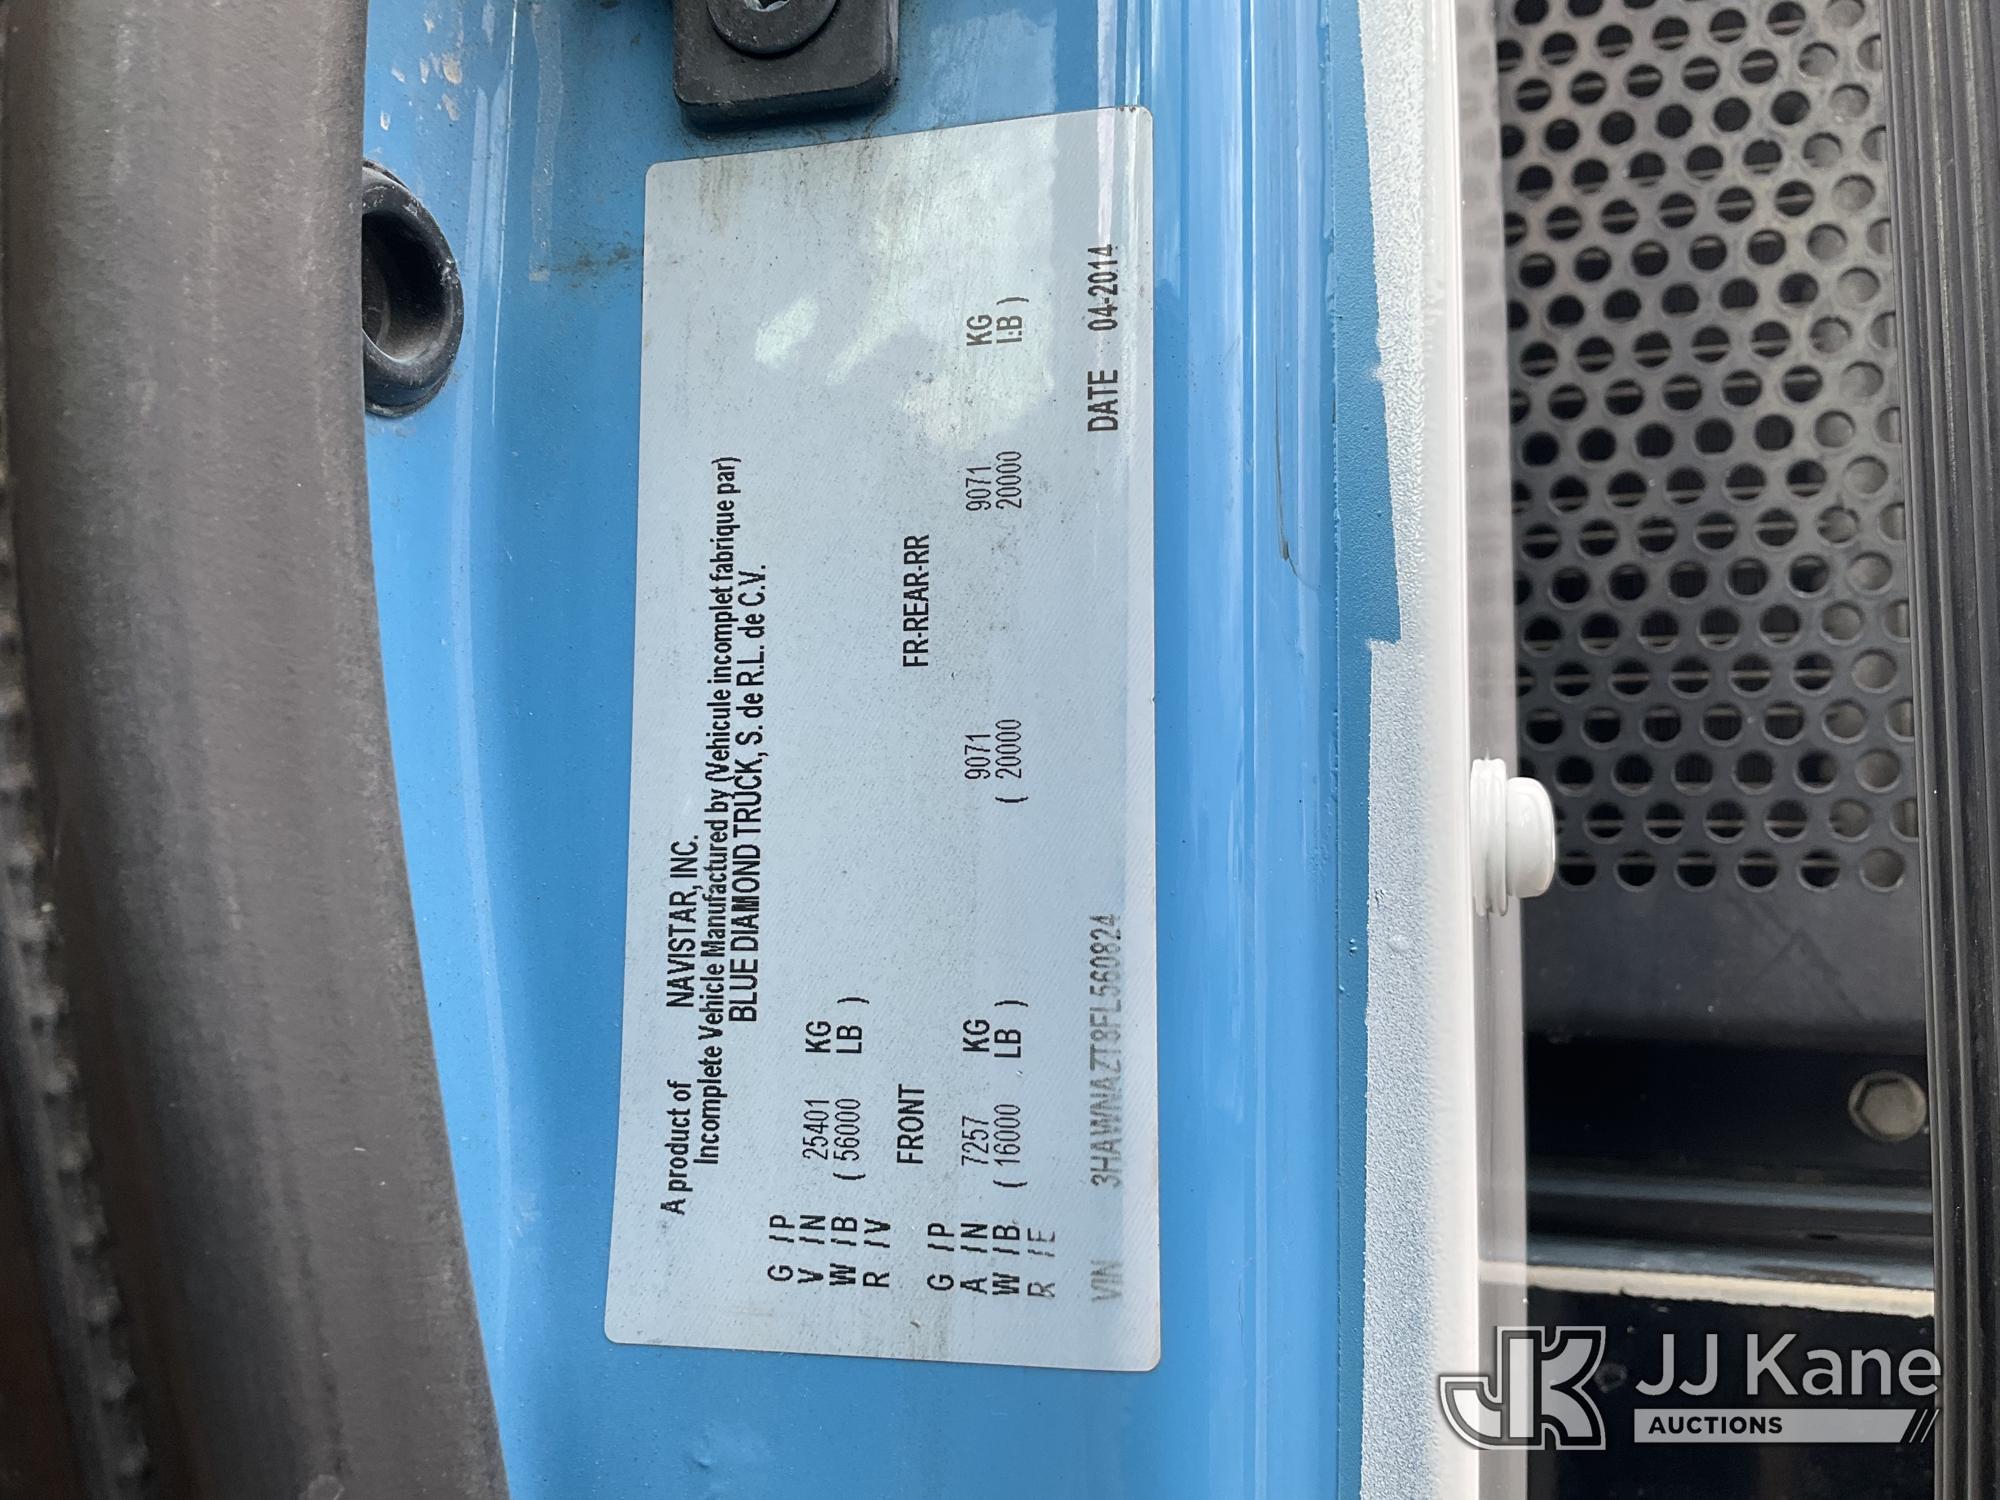 A product of NAVISTAR, INC.
Incomplete Vehicle Manufactured by (Vehicule incomplet fabrique par)
BLUE DIAMOND TRUCK, S. de R.L. de C.V.
G / P
V / N 25401 KG
W / B ( 56000 LB )
R / V
FRONT FR-REAR-RR
G / P
A / N 7257 KG 9071 9071 KG
W / B ( 16000 LB ) ( 20000 20000 LB )
R / E
VIN 3HAWNAZT8FL560824 DATE 04-2014
JK JJ Kane
AUCTIONS